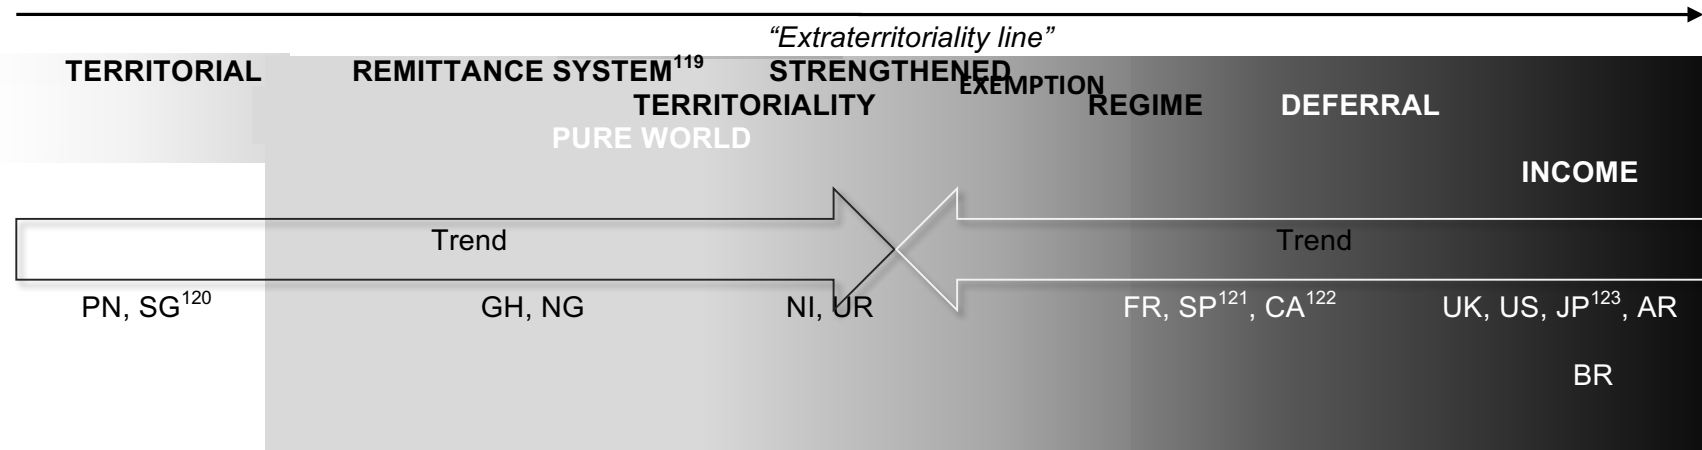 “Extraterritoriality line”
TERRITORIAL REMITTANCE SYSTEM119 STRENGTHENED
EXEMPTION
TERRITORIALITY REGIME DEFERRAL
PURE WORLD
INCOME
Trend Trend
PN, SG120 GH, NG NI, UR FR, SP121, CA122 UK, US, JP123, AR
BR